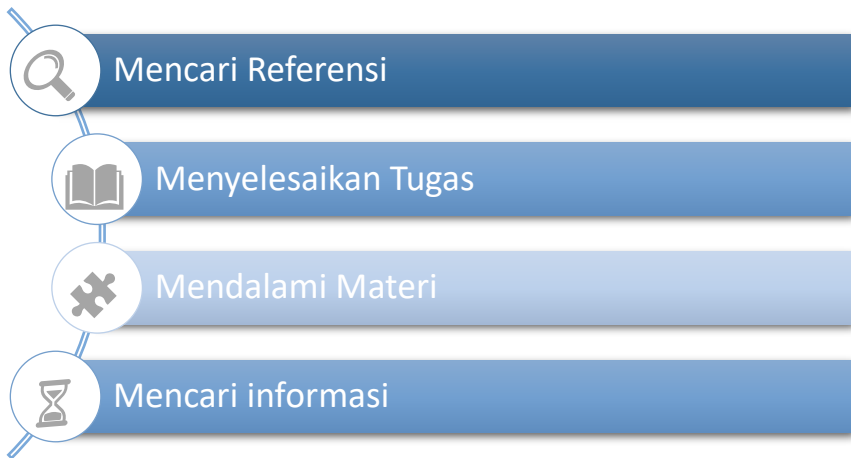 Mencari Referensi
Menyelesaikan Tugas
Mendalami Materi
Mencari informasi